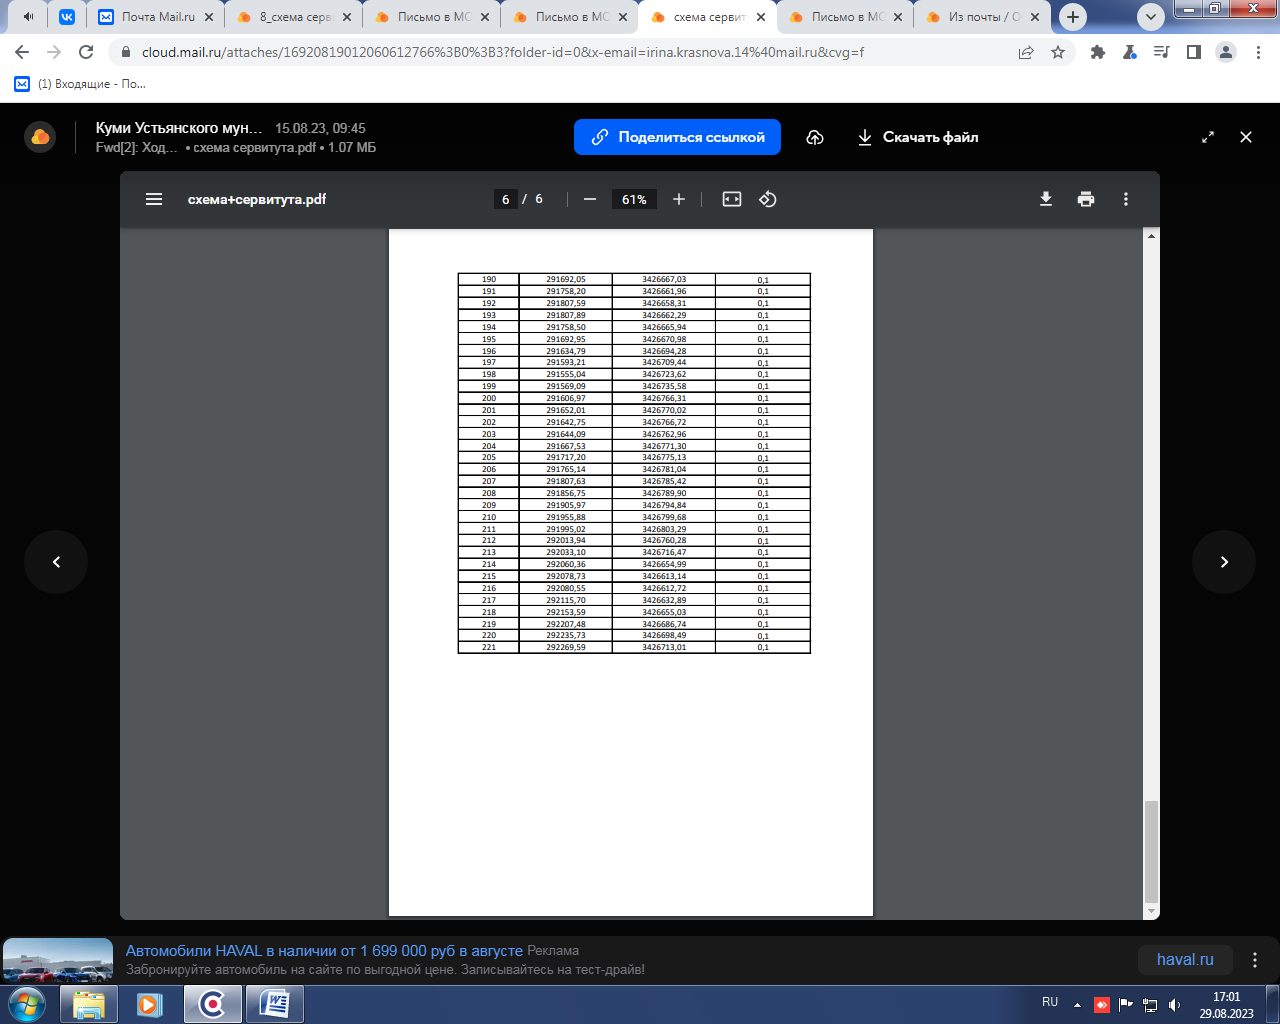 Почта Mail.ru
8_схема серв
Письмо в МС
Письмо в МС
схема сервит
Письмо в МС
Из почты / О
cloud.mail.ru/attaches/16920819012060612766%3B0%3B3?folder-id=0&x-email=irina.krasnova.14%40mail.ru&cvg=f
(1) Входящие - По...
Куми Устьянского мун... 15.08.23, 09:45
Fwd[2]: Ход... • схема сервитута.pdf • 1.07 МБ
Поделиться ссылкой
Скачать файл
схема+сервитута.pdf
6 / 6
61%
190 291692,05 3426667,03 0,1
191 291758,20 3426661,96 0,1
192 291807,59 3426658,31 0,1
193 291807,89 3426662,29 0,1
194 291758,50 3426665,94 0,1
195 291692,95 3426670,98 0,1
196 291634,79 3426694,28 0,1
197 291593,21 3426709,44 0,1
198 291555,04 3426723,62 0,1
199 291569,09 3426735,58 0,1
200 291606,97 3426766,31 0,1
201 291652,01 3426770,02 0,1
202 291642,75 3426766,72 0,1
203 291644,09 3426762,96 0,1
204 291667,53 3426771,30 0,1
205 291717,20 3426775,13 0,1
206 291765,14 3426781,04 0,1
207 291807,63 3426785,42 0,1
208 291856,75 3426789,90 0,1
209 291905,97 3426794,84 0,1
210 291955,88 3426799,68 0,1
211 291995,02 3426803,29 0,1
212 292013,94 3426760,28 0,1
213 292033,10 3426716,47 0,1
214 292060,36 3426654,99 0,1
215 292078,73 3426613,14 0,1
216 292080,55 3426612,72 0,1
217 292115,70 3426632,89 0,1
218 292153,59 3426655,03 0,1
219 292207,48 3426686,74 0,1
220 292235,73 3426698,49 0,1
221 292269,59 3426713,01 0,1
Автомобили HAVAL в наличии от 1 699 000 руб в августе Реклама
Забронируйте автомобиль на сайте по выгодной цене. Записывайтесь на тест-драйв!
haval.ru
RU
17:01
29.08.2023